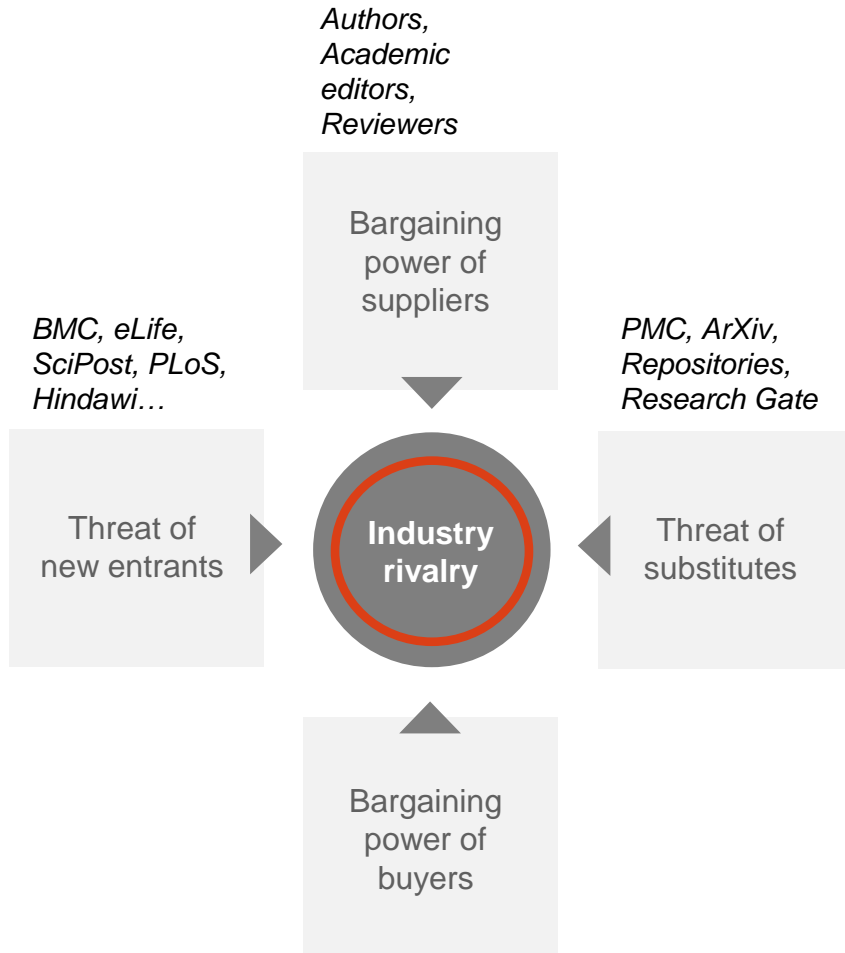 Authors,
Academic
editors,
Reviewers
Bargaining
power of
suppliers
BMC, eLife,
SciPost, PLoS,
Hindawi…
PMC, ArXiv,
Repositories,
Research Gate
Threat of
new entrants
Industry
rivalry
Threat of
substitutes
Bargaining
power of
buyers